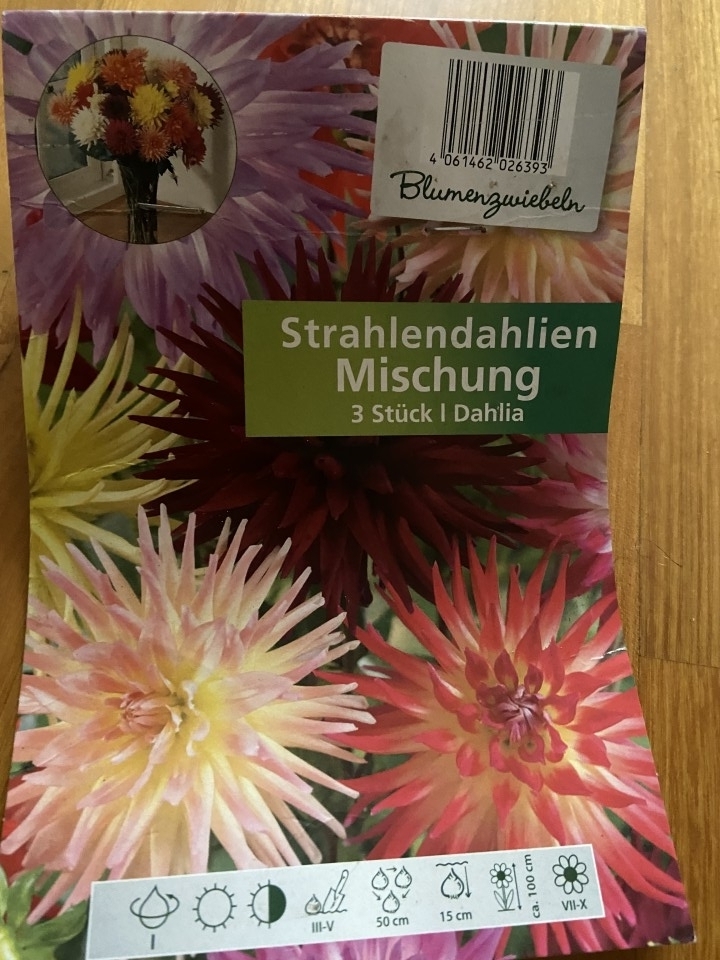 4 061462 026393
Blumenzwiebeln
Strahlendahlien
Mischung
3 Stück | Dahlia
I
III-V
50 cm
15 cm
ca. 100 cm
VII-X